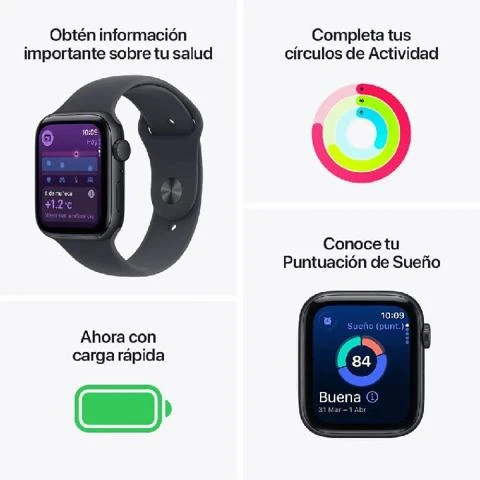 Obtén información
importante sobre tu salud
10:09
+1.2 °C
Completa tus
círculos de Actividad
Conoce tu
Puntuación de Sueño
10:09
Sueño (punt.)
84
Buena
31 Mar – 1 Abr
Ahora con
carga rápida